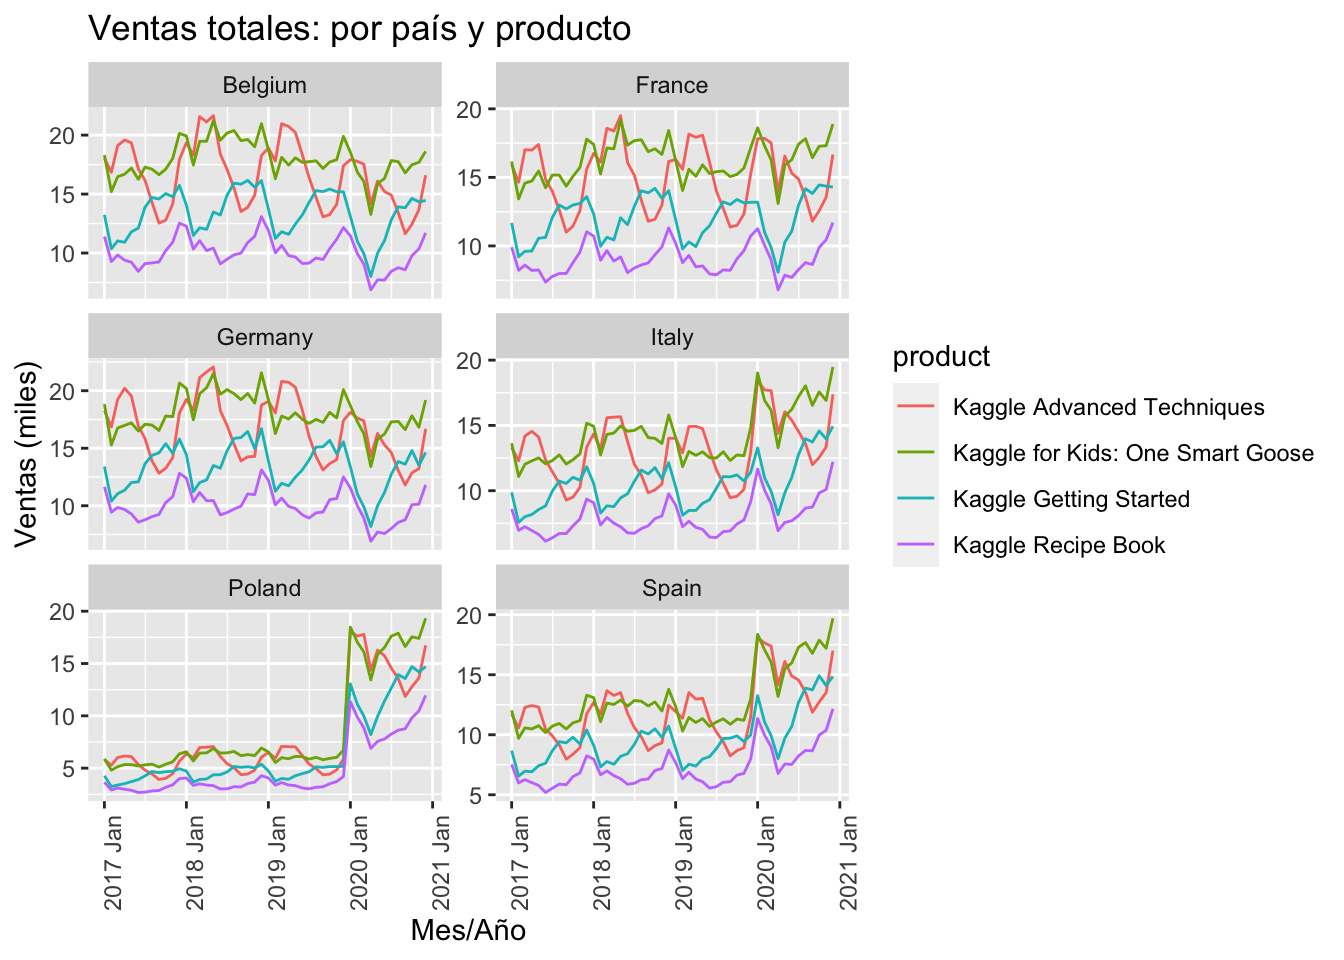 Ventas totales: por país y producto
Belgium
France
20
15
10
20
15
10
Germany
Italy
20
15
10
20
15
10
Poland
Spain
20
15
10
5
20
15
10
5
2017 Jan
2018 Jan
2019 Jan
2020 Jan
2021 Jan
2017 Jan
2018 Jan
2019 Jan
2020 Jan
2021 Jan
Mes/Año
Ventas (miles)
product
Kaggle Advanced Techniques
Kaggle for Kids: One Smart Goose
Kaggle Getting Started
Kaggle Recipe Book